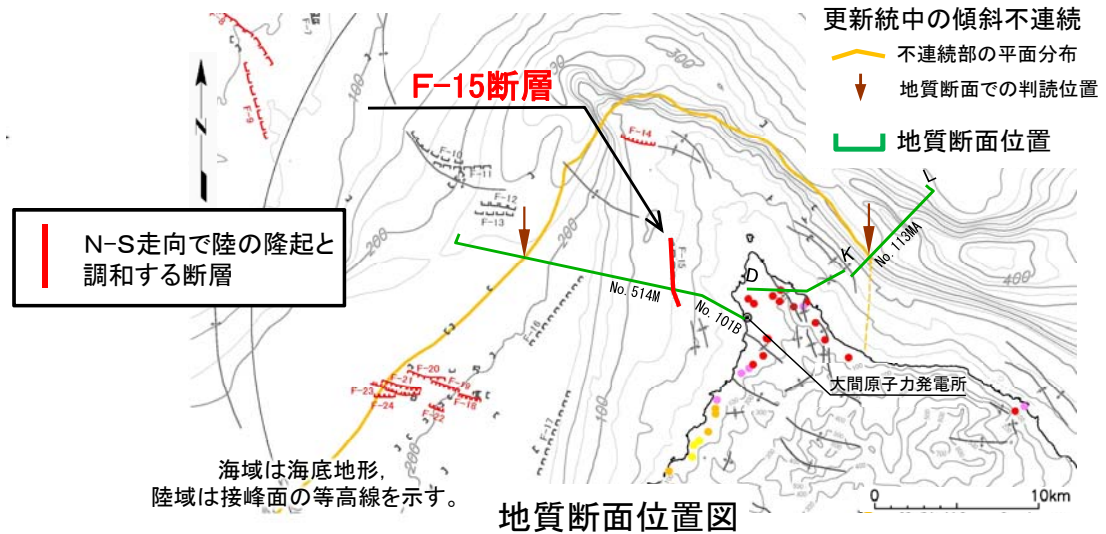 更新統中の傾斜不連続
不連続部の平面分布
地質断面での判読位置
地質断面位置
F-15断層
N-S走向で陸の隆起と
調和する断層
N
F-9
100
300
F-14
F-10
F-11
F-12
F-13
200
200
F-15
L
K
No. 113MA
D
No. 514M
No. 101B
400
F-16
F-20
F-21
F-19
F-23
F-18
F-24
F-22
200
100
F-17
大間原子力発電所
海域は海底地形,
陸域は接峰面の等高線を示す。
0
10km
地質断面位置図